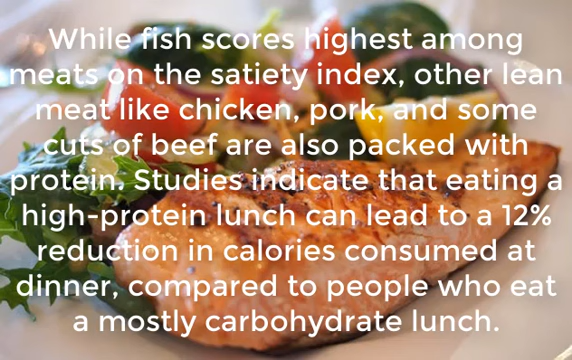 While fish scores highest among
meats on the satiety index, other lean
meat like chicken, pork, and some
cuts of beef are also packed with
protein. Studies indicate that eating a
high-protein lunch can lead to a 12%
reduction in calories consumed at
dinner, compared to people who eat
a mostly carbohydrate lunch.